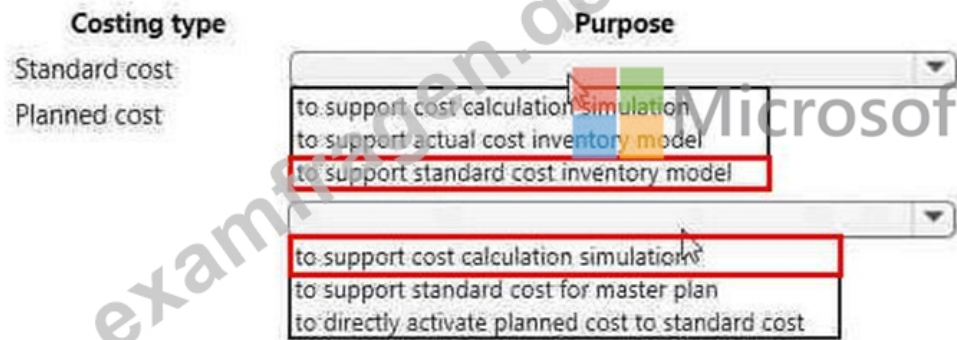 Costing type Purpose
Standard cost
Planned cost
to support cost calculation simulation
to support actual cost inventory model
to support standard cost inventory model
to support cost calculation simulation
to support standard cost for master plan
to directly activate planned cost to standard cost
Microsof
examfragen.d